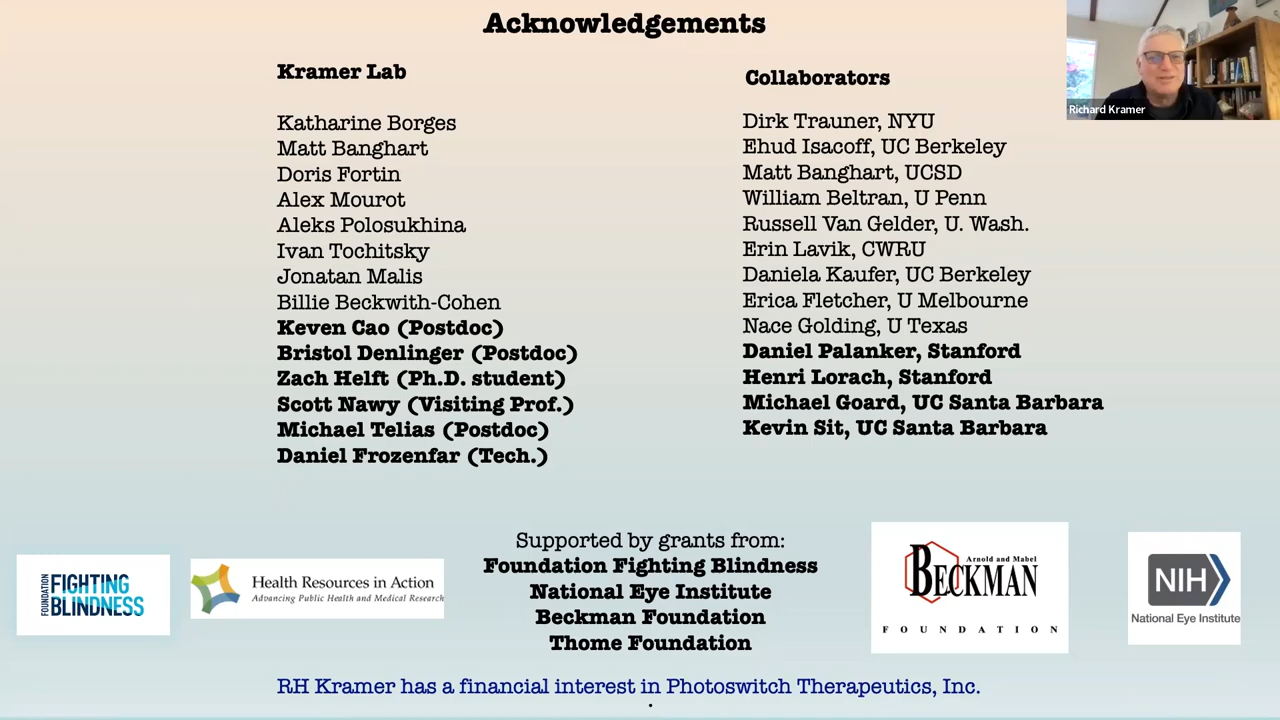 Acknowledgements
Richard Kramer
Kramer Lab
Katharine Borges
Matt Banghart
Doris Fortin
Alex Mourot
Aleks Polosukhina
Ivan Tochitsky
Jonatan Malis
Billie Beckwith-Cohen
Keven Cao (Postdoc)
Bristol Denlinger (Postdoc)
Zach Helft (Ph.D. student)
Scott Nawy (Visiting Prof.)
Michael Telias (Postdoc)
Daniel Frozenfar (Tech.)
Collaborators
Dirk Trauner, NYU
Ehud Isacoff, UC Berkeley
Matt Banghart, UCSD
William Beltran, U Penn
Russell Van Gelder, U. Wash.
Erin Lavik, CWRU
Daniela Kaufer, UC Berkeley
Erica Fletcher, U Melbourne
Nace Golding, U Texas
Daniel Palanker, Stanford
Henri Lorach, Stanford
Michael Goard, UC Santa Barbara
Kevin Sit, UC Santa Barbara
FOUNDATION
FIGHTING
BLINDNESS
Health Resources in Action
Advancing Public Health and Medical Research
Supported by grants from:
Foundation Fighting Blindness
National Eye Institute
Beckman Foundation
Thome Foundation
Arnold and Mabel
BECKMAN
FOUNDATION
NIH
National Eye Institute
RH Kramer has a financial interest in Photoswitch Therapeutics, Inc.
.